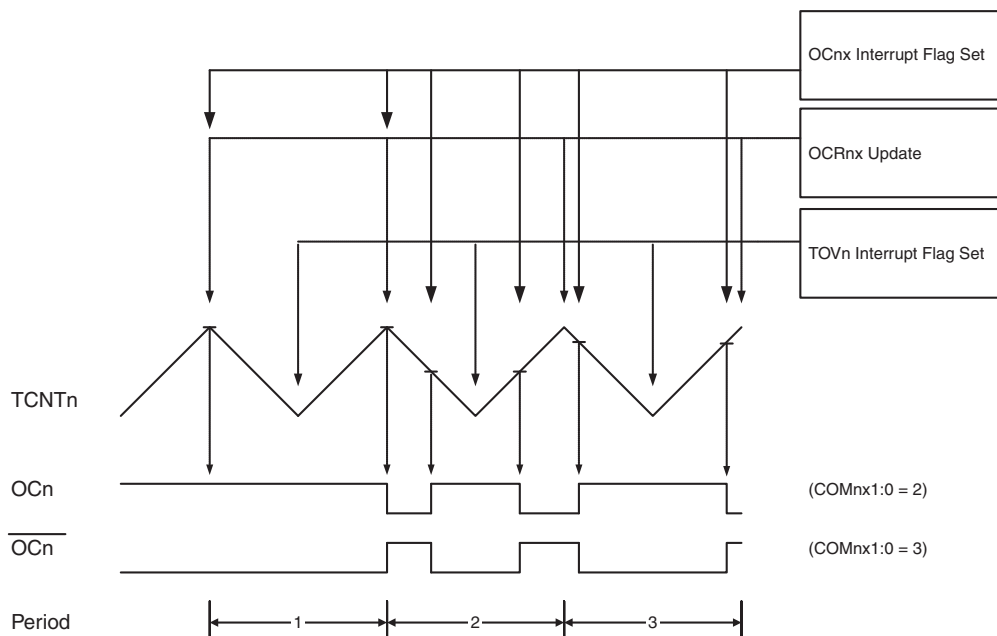 OCnx Interrupt Flag Set
OCRnx Update
TOVn Interrupt Flag Set
TCNTn
OCn
(COMnx1:0 = 2)
OCn
(COMnx1:0 = 3)
Period
1
2
3